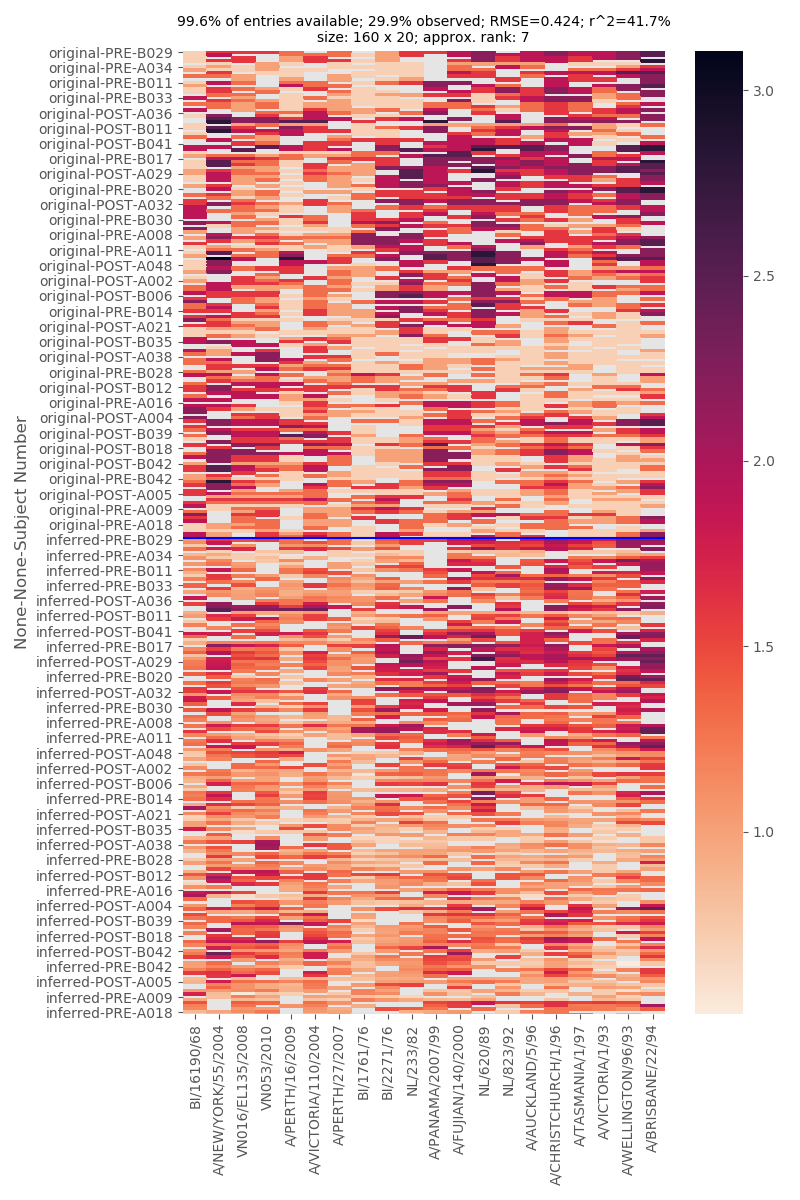 99.6% of entries available; 29.9% observed; RMSE=0.424; r^2=41.7%
size: 160 x 20; approx. rank: 7
None-None-Subject Number
original-PRE-B029
original-PRE-A034
original-PRE-B011
original-PRE-B033
original-POST-A036
original-POST-B011
original-POST-B041
original-PRE-B017
original-POST-A029
original-PRE-B020
original-POST-A032
original-PRE-B030
original-PRE-A008
original-PRE-A011
original-POST-A048
original-POST-A002
original-POST-B006
original-PRE-B014
original-POST-A021
original-POST-B035
original-POST-A038
original-PRE-B028
original-POST-B012
original-PRE-A016
original-POST-A004
original-POST-B039
original-POST-B018
original-POST-B042
original-PRE-B042
original-POST-A005
original-PRE-A009
original-PRE-A018
inferred-PRE-B029
inferred-PRE-A034
inferred-PRE-B011
inferred-PRE-B033
inferred-POST-A036
inferred-POST-B011
inferred-POST-B041
inferred-PRE-B017
inferred-POST-A029
inferred-PRE-B020
inferred-POST-A032
inferred-PRE-B030
inferred-PRE-A008
inferred-PRE-A011
inferred-POST-A048
inferred-POST-A002
inferred-POST-B006
inferred-PRE-B014
inferred-POST-A021
inferred-POST-B035
inferred-POST-A038
inferred-PRE-B028
inferred-POST-B012
inferred-PRE-A016
inferred-POST-A004
inferred-POST-B039
inferred-POST-B018
inferred-POST-B042
inferred-PRE-B042
inferred-POST-A005
inferred-PRE-A009
inferred-PRE-A018
BI/16190/68
A/NEW/YORK/55/2004
VN016/EL135/2008
VN053/2010
A/PERTH/16/2009
A/VICTORIA/110/2004
A/PERTH/27/2007
BI/1761/76
BI/2271/76
NL/233/82
A/PANAMA/2007/99
A/FUJIAN/140/2000
NL/620/89
NL/823/92
A/AUCKLAND/5/96
A/CHRISTCHURCH/1/96
A/TASMANIA/1/97
A/VICTORIA/1/93
A/WELLINGTON/96/93
A/BRISBANE/22/94
3.0
2.5
2.0
1.5
1.0